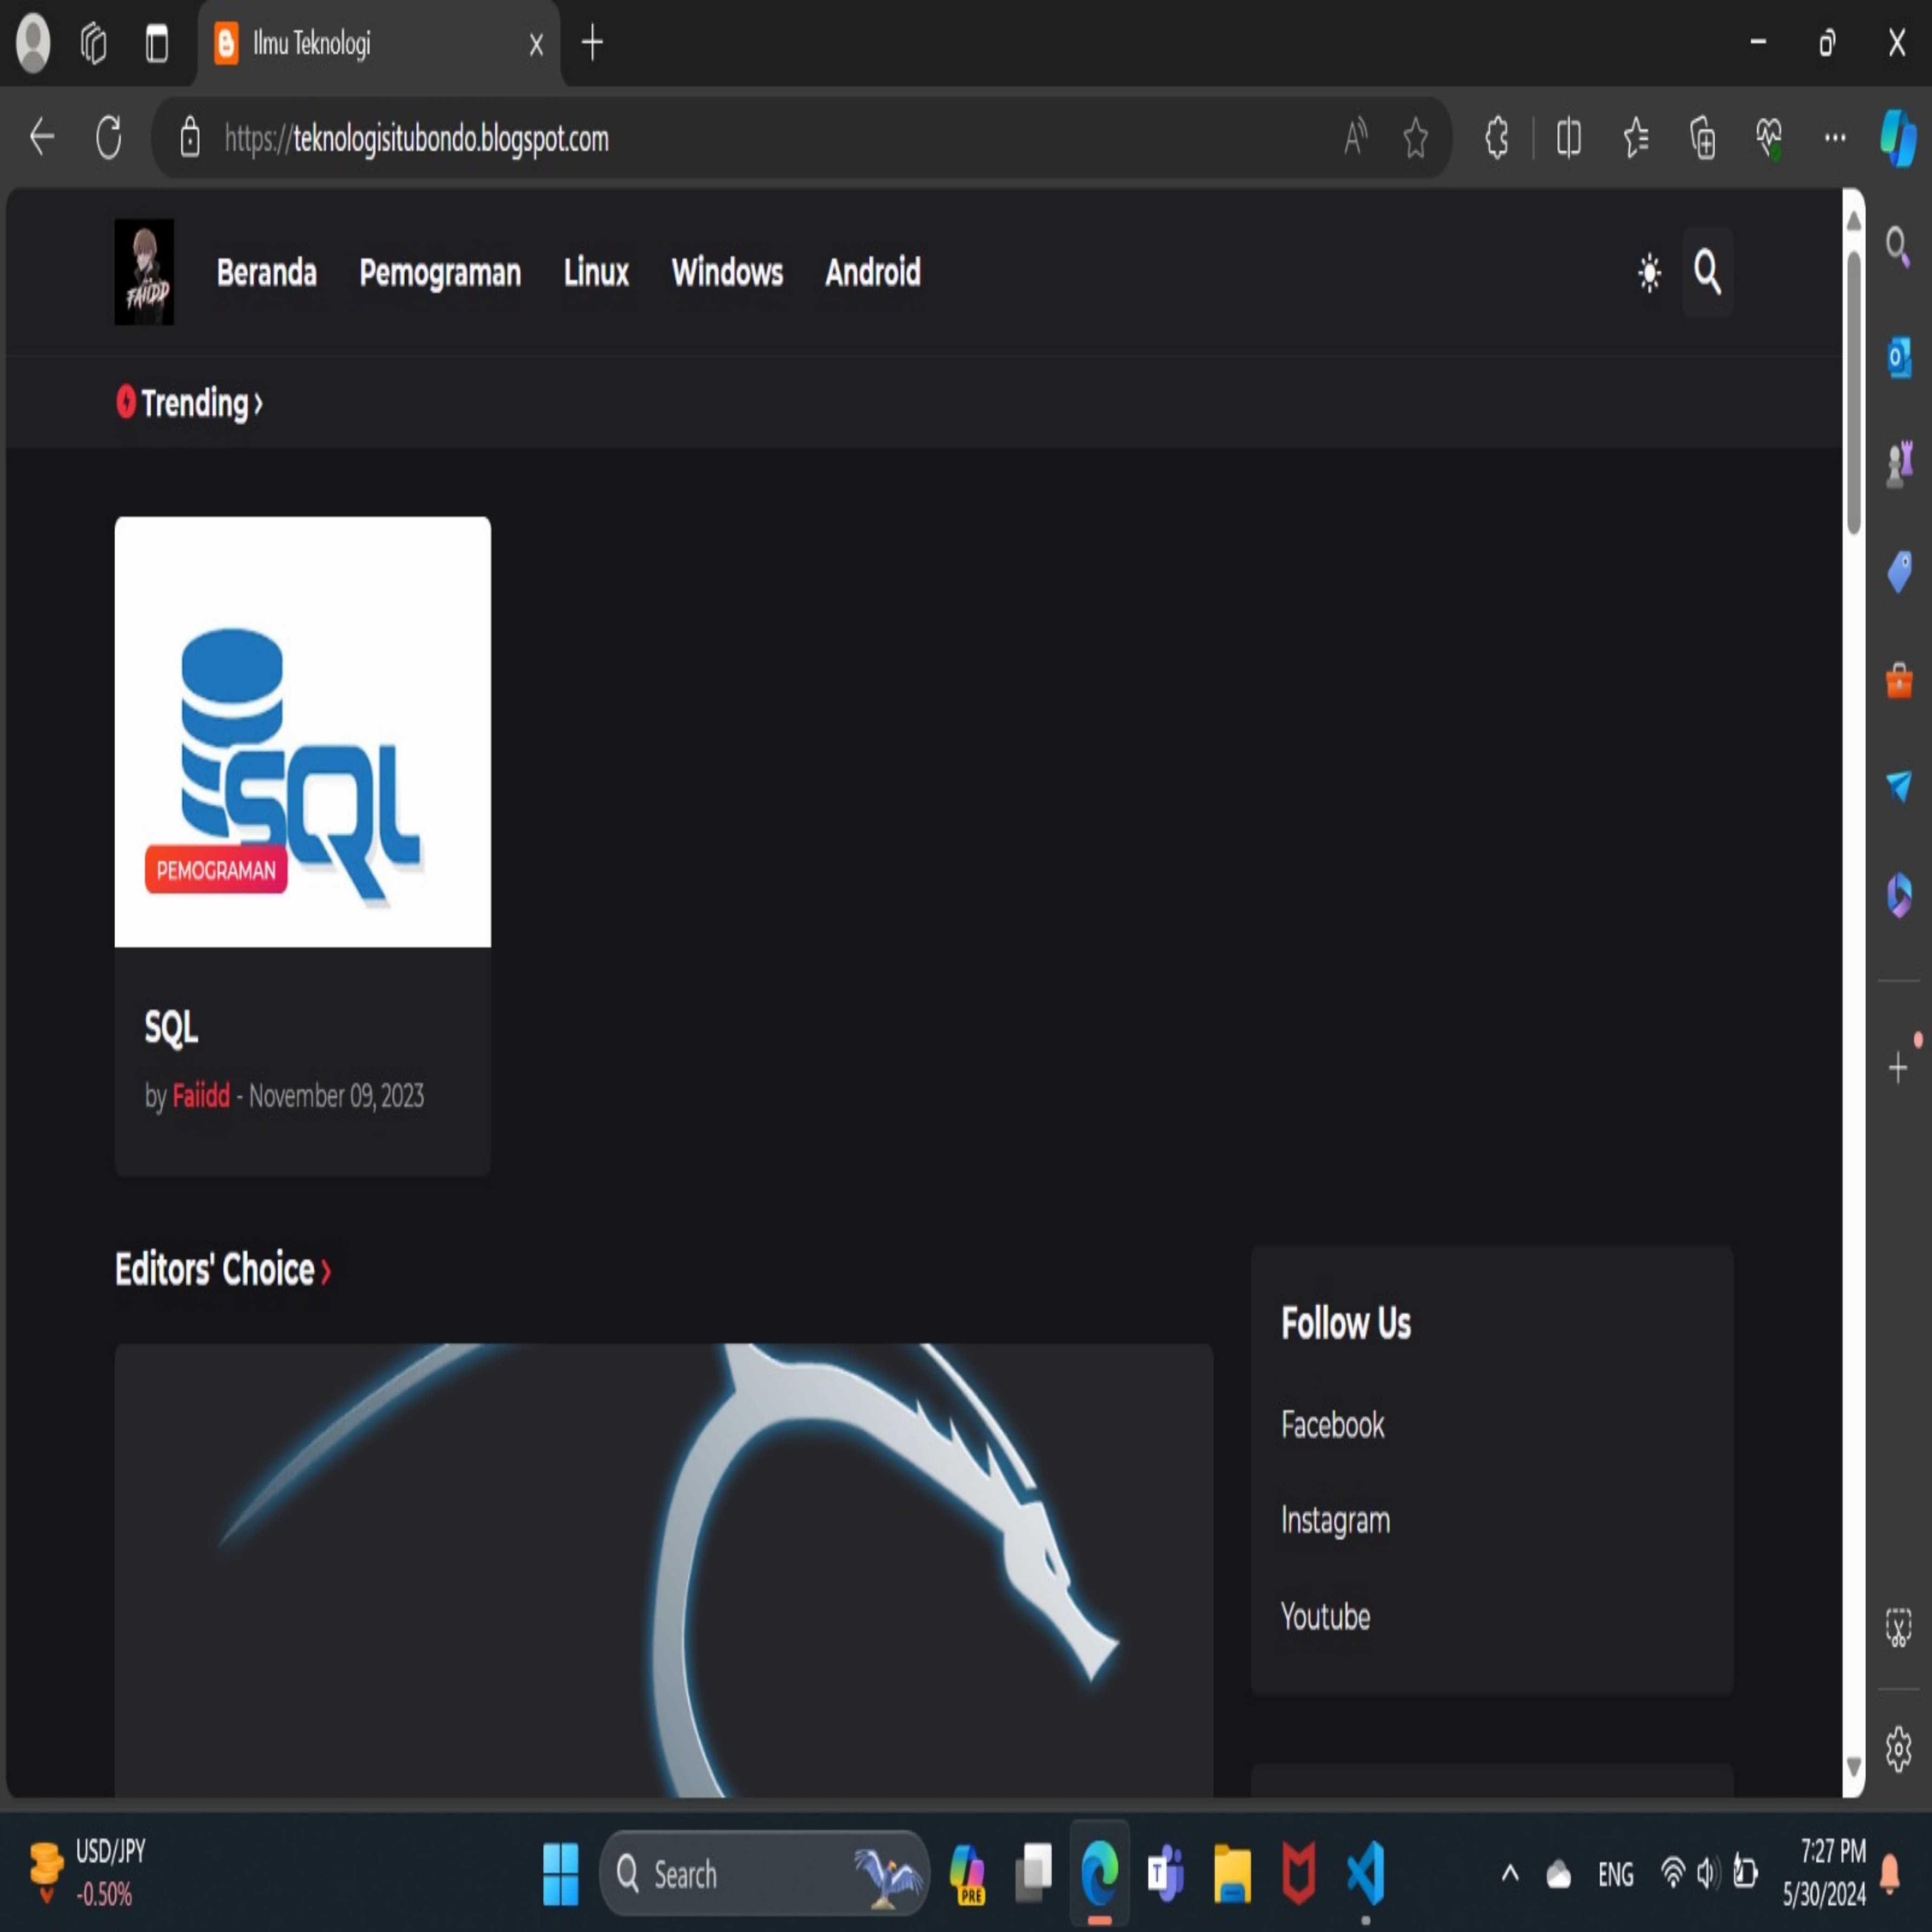 Ilmu Teknologi
https://teknologisitubondo.blogspot.com
FAIIDD
Beranda Pemograman Linux Windows Android
Trending ›
SQL
PEMOGRAMAN
SQL
by Faiidd - November 09, 2023
Editors' Choice ›
Follow Us
Facebook
Instagram
Youtube
USD/JPY
-0.50%
Search
PRE
T
ENG
7:27 PM
5/30/2024